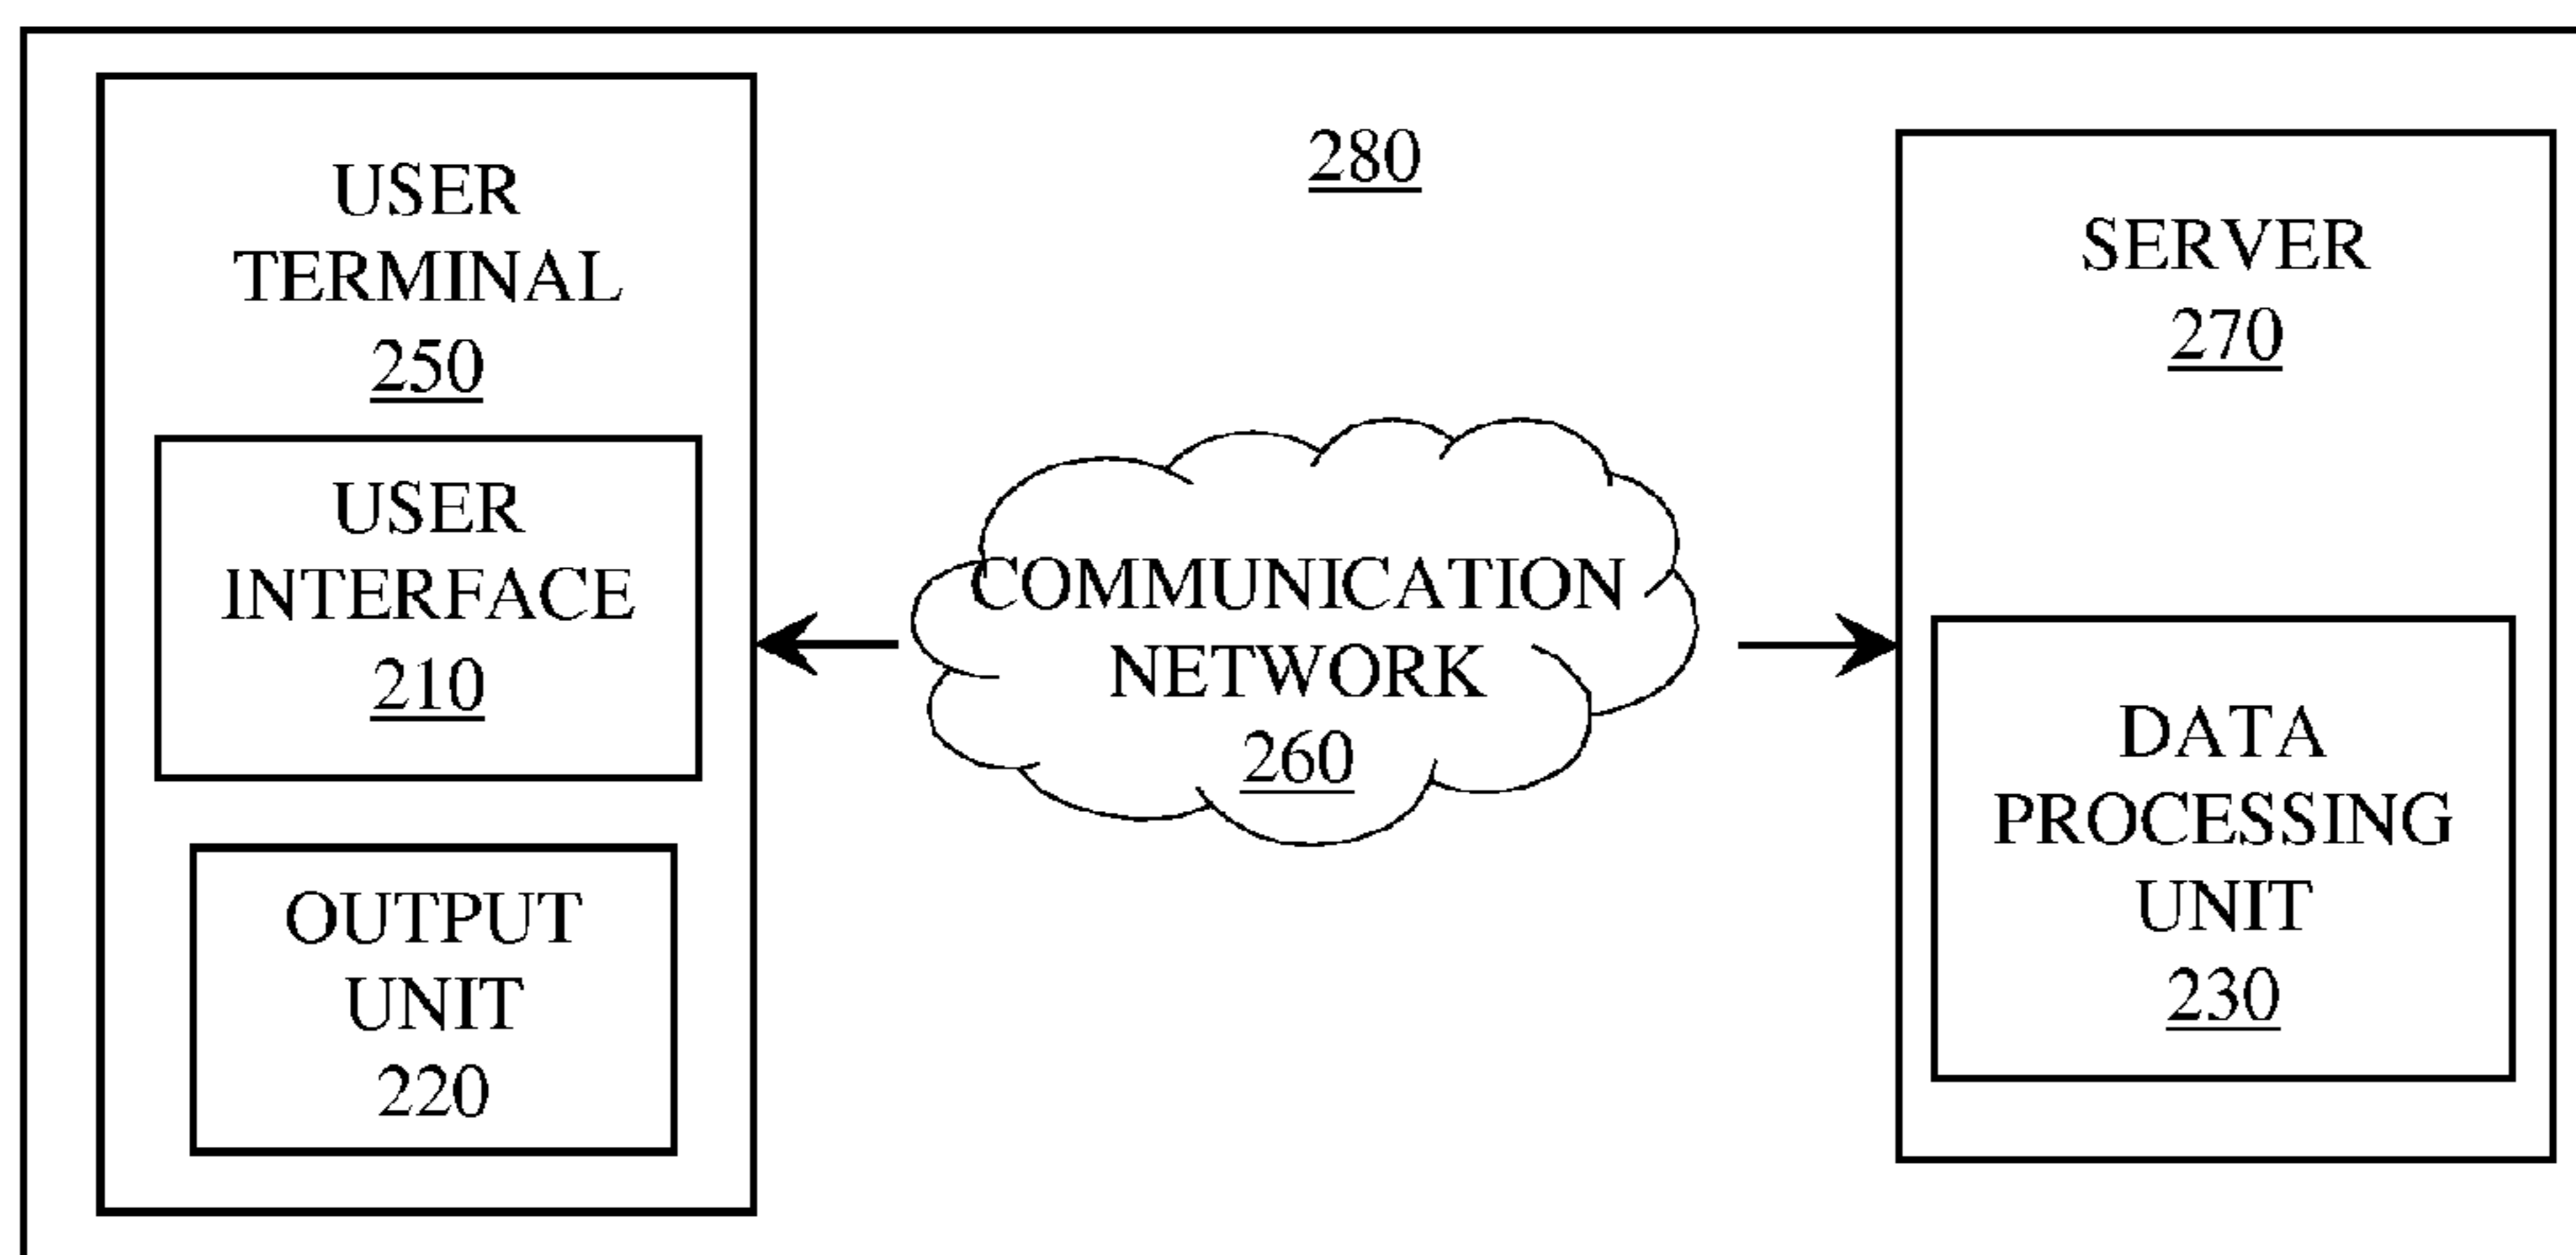 USER
TERMINAL
250
USER
INTERFACE
210
OUTPUT
UNIT
220
280
COMMUNICATION
NETWORK
260
SERVER
270
DATA
PROCESSING
UNIT
230